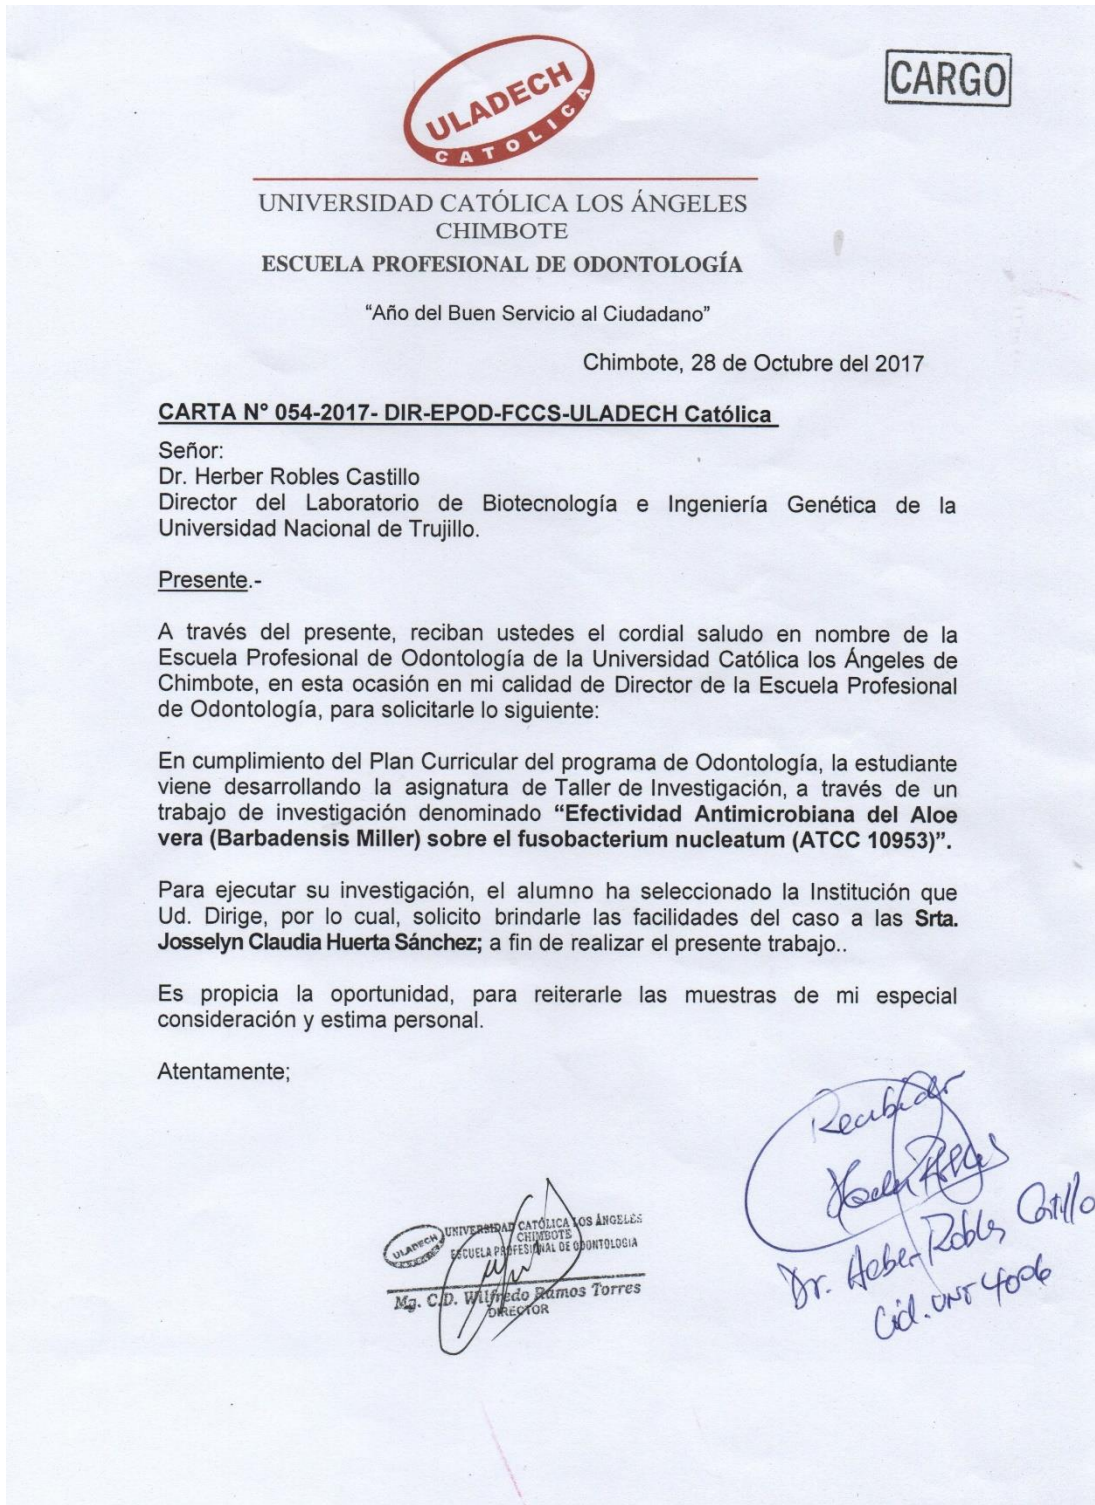 CARGO
ULADECH
CATOLICA
UNIVERSIDAD CATÓLICA LOS ÁNGELES
CHIMBOTE
ESCUELA PROFESIONAL DE ODONTOLOGÍA
“Año del Buen Servicio al Ciudadano”
Chimbote, 28 de Octubre del 2017
CARTA N° 054-2017- DIR-EPOD-FCCS-ULADECH Católica
Señor:
Dr. Herber Robles Castillo
Director del Laboratorio de Biotecnología e Ingeniería Genética de la
Universidad Nacional de Trujillo.
Presente.-
A través del presente, reciban ustedes el cordial saludo en nombre de la
Escuela Profesional de Odontología de la Universidad Católica los Ángeles de
Chimbote, en esta ocasión en mi calidad de Director de la Escuela Profesional
de Odontología, para solicitarle lo siguiente:
En cumplimiento del Plan Curricular del programa de Odontología, la estudiante
viene desarrollando la asignatura de Taller de Investigación, a través de un
trabajo de investigación denominado “Efectividad Antimicrobiana del Aloe
vera (Barbadensis Miller) sobre el fusobacterium nucleatum (ATCC 10953)”.
Para ejecutar su investigación, el alumno ha seleccionado la Institución que
Ud. Dirige, por lo cual, solicito brindarle las facilidades del caso a las Srta.
Josselyn Claudia Huerta Sánchez; a fin de realizar el presente trabajo..
Es propicia la oportunidad, para reiterarle las muestras de mi especial
consideración y estima personal.
Atentamente;
ULADECH
UNIVERSIDAD CATÓLICA LOS ÁNGELES
CHIMBOTE
ESCUELA PROFESIONAL DE ODONTOLOGIA
Mg. C.D. Wilfredo Ramos Torres
DIRECTOR
Dr. Heber Robles Castillo
Cód. UNT 4006